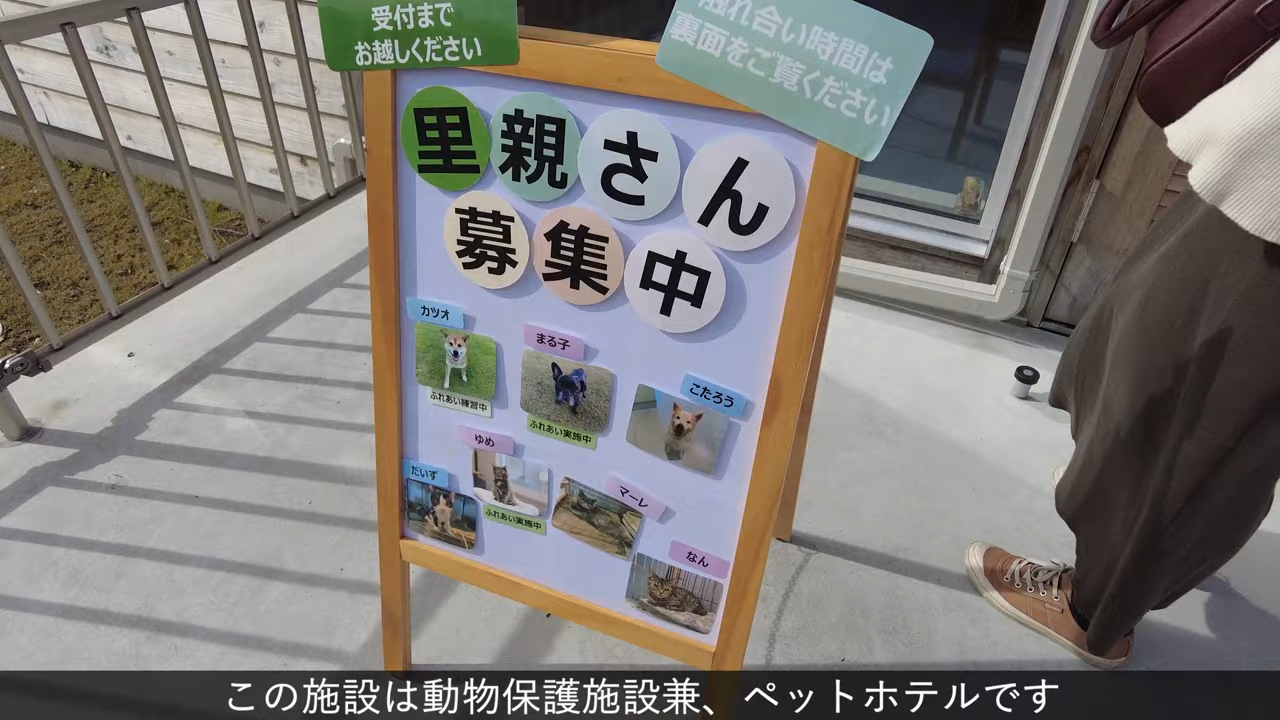 受付まで
お越しください
触れ合い時間は
裏面をご覧ください
里親さん
募集中
カツオ
ふれあい練習中
まる子
ふれあい実施中
こたろう
だいず
ゆめ
ふれあい実施中
マーレ
なん
この施設は動物保護施設兼、ペットホテルです